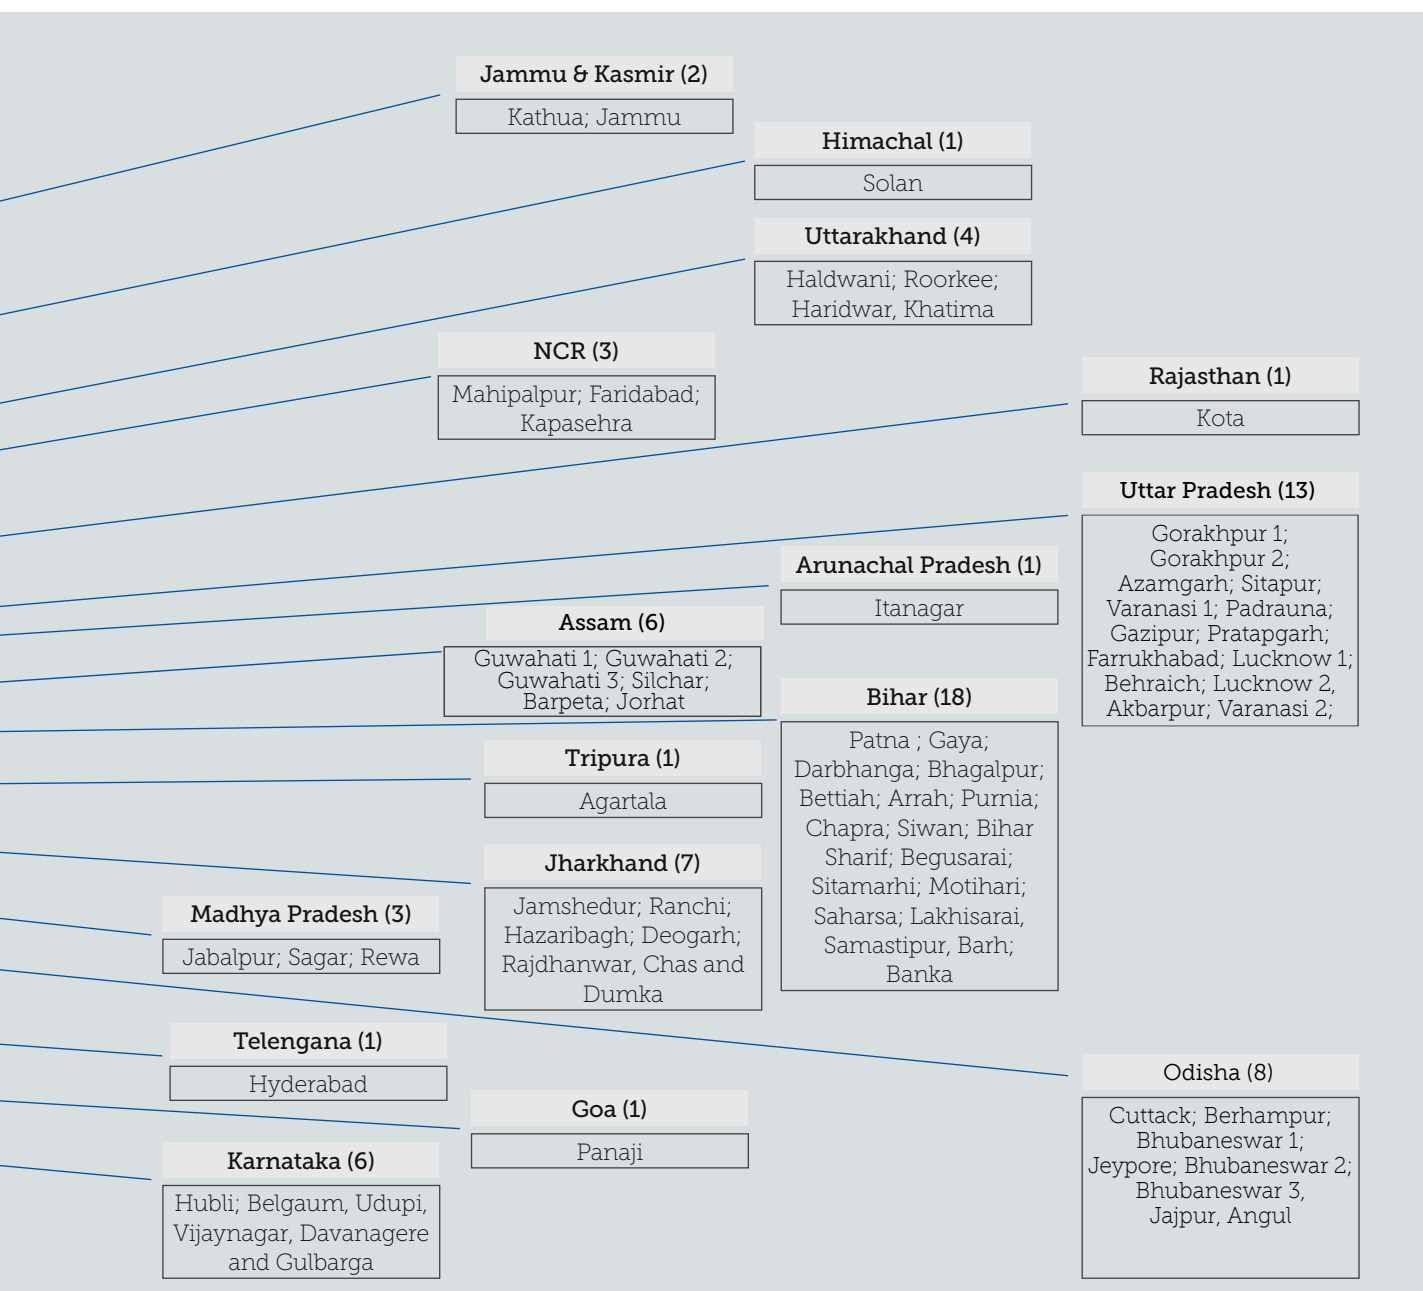 Jammu & Kasmir (2)
Kathua; Jammu
Himachal (1)
Solan
Uttarakhand (4)
Haldwani; Roorkee;
Haridwar, Khatima
NCR (3)
Mahipalpur; Faridabad;
Kapasehra
Rajasthan (1)
Kota
Uttar Pradesh (13)
Gorakhpur 1;
Gorakhpur 2;
Azamgarh; Sitapur;
Varanasi 1; Padrauna;
Gazipur; Pratapgarh;
Farrukhabad; Lucknow 1;
Behraich; Lucknow 2,
Akbarpur; Varanasi 2;
Arunachal Pradesh (1)
Itanagar
Assam (6)
Guwahati 1; Guwahati 2;
Guwahati 3; Silchar;
Barpeta; Jorhat
Bihar (18)
Patna ; Gaya;
Darbhanga; Bhagalpur;
Bettiah; Arrah; Purnia;
Chapra; Siwan; Bihar
Sharif; Begusarai;
Sitamarhi; Motihari;
Saharsa; Lakhisarai,
Samastipur, Barh;
Banka
Tripura (1)
Agartala
Jharkhand (7)
Jamshedur; Ranchi;
Hazaribagh; Deogarh;
Rajdhanwar, Chas and
Dumka
Madhya Pradesh (3)
Jabalpur; Sagar; Rewa
Telengana (1)
Hyderabad
Goa (1)
Panaji
Karnataka (6)
Hubli; Belgaum, Udupi,
Vijaynagar, Davanagere
and Gulbarga
Odisha (8)
Cuttack; Berhampur;
Bhubaneswar 1;
Jeypore; Bhubaneswar 2;
Bhubaneswar 3,
Jajpur, Angul